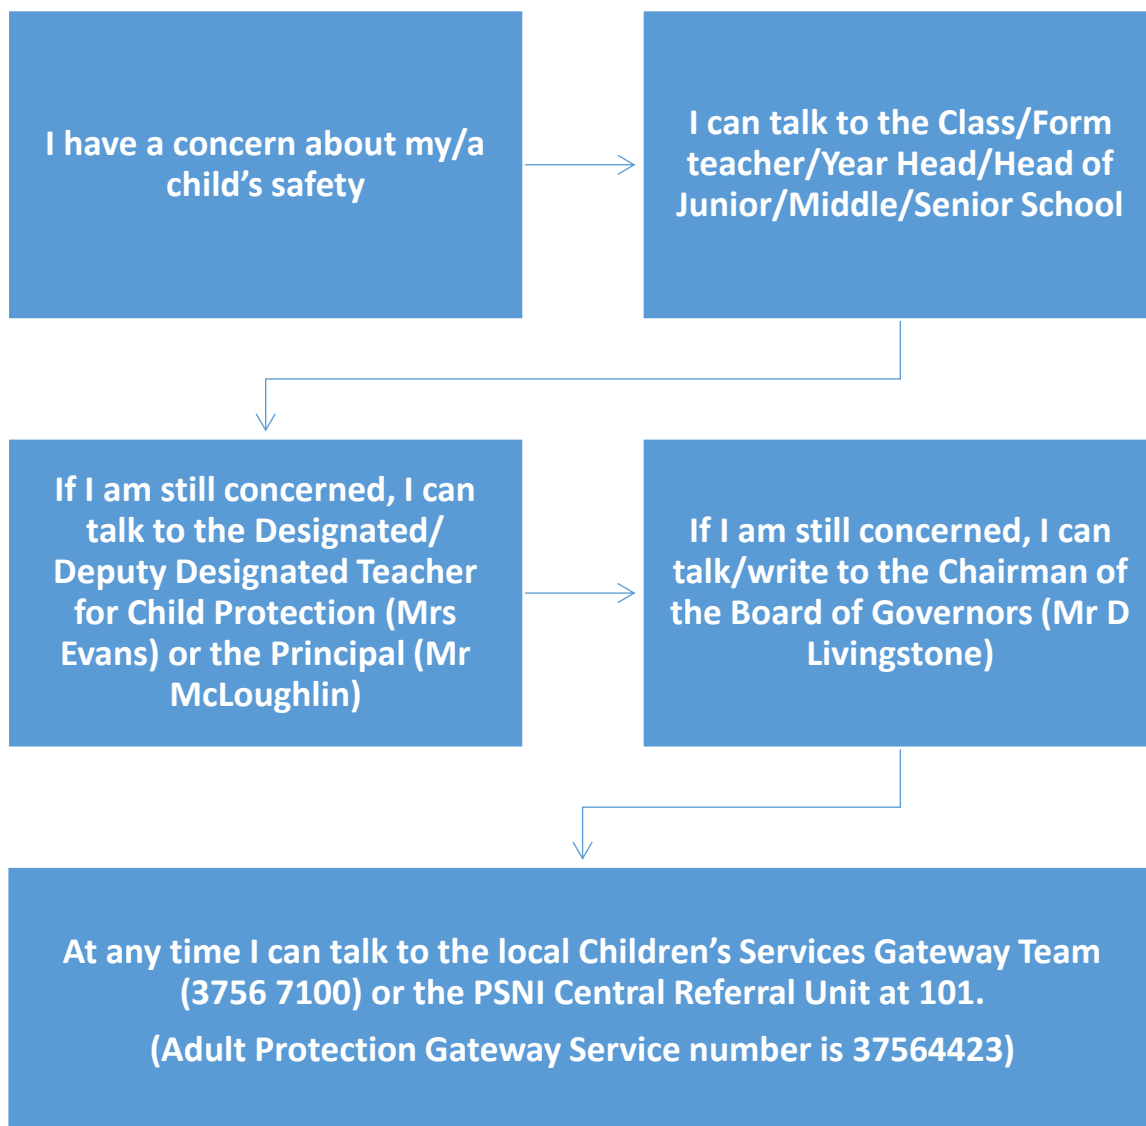 I have a concern about my/a
child’s safety
I can talk to the Class/Form
teacher/Year Head/Head of
Junior/Middle/Senior School
If I am still concerned, I can
talk to the Designated/
Deputy Designated Teacher
for Child Protection (Mrs
Evans) or the Principal (Mr
McLoughlin)
If I am still concerned, I can
talk/write to the Chairman of
the Board of Governors (Mr D
Livingstone)
At any time I can talk to the local Children’s Services Gateway Team
(3756 7100) or the PSNI Central Referral Unit at 101.
(Adult Protection Gateway Service number is 37564423)